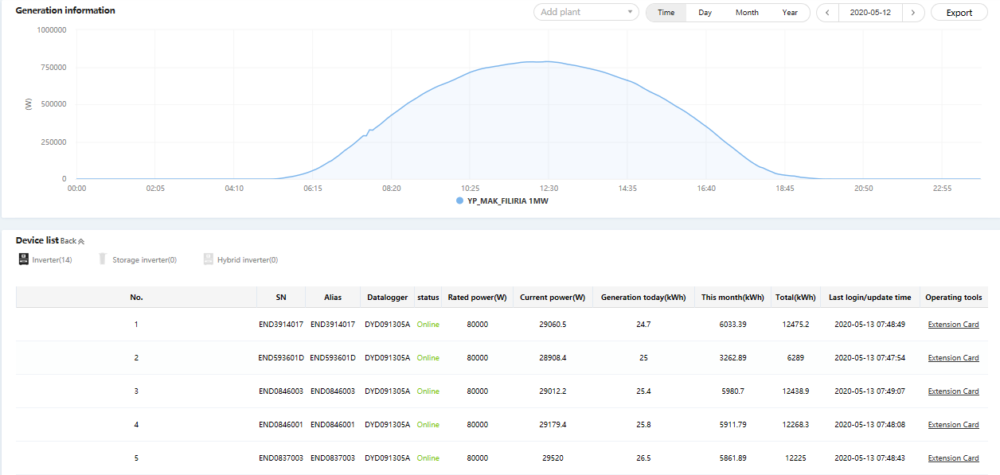 Generation information
Add plant Time Day Month Year 2020-05-12 Export
1000000
750000
500000
250000
0
(W)
00:00 02:05 04:10 06:15 08:20 10:25 12:30 14:35 16:40 18:45 20:50 22:55
YP_MAK_FILIRIA 1MW
Device list Back
Inverter(14) Storage inverter(0) Hybrid inverter(0)
No. SN Alias Datalogger status Rated power(W) Current power(W) Generation today(kWh) This month(kWh) Total(kWh) Last login/update time Operating tools
1 END3914017 END3914017 DYD091305A Online 80000 29060.5 24.7 6033.39 12475.2 2020-05-13 07:48:49 Extension Card
2 END593601D END593601D DYD091305A Online 80000 28908.4 25 3262.89 6289 2020-05-13 07:47:54 Extension Card
3 END0846003 END0846003 DYD091305A Online 80000 29012.2 25.4 5980.7 12438.9 2020-05-13 07:49:07 Extension Card
4 END0846001 END0846001 DYD091305A Online 80000 29179.4 25.8 5911.79 12268.3 2020-05-13 07:48:08 Extension Card
5 END0837003 END0837003 DYD091305A Online 80000 29520 26.5 5861.89 12225 2020-05-13 07:48:43 Extension Card